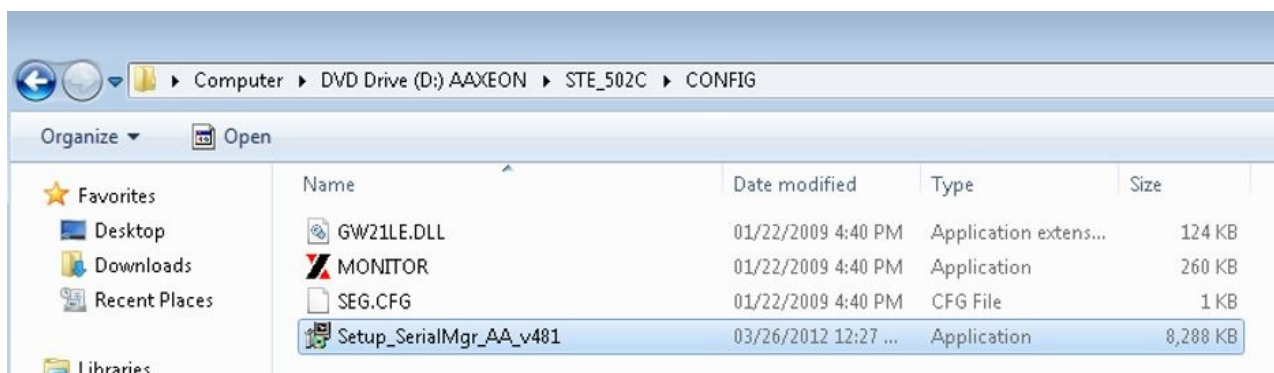 Computer DVD Drive (D:) AAXEON STE_502C CONFIG
Organize Open
Favorites
Desktop
Downloads
Recent Places
Libraries
Name Date modified Type Size
GW21LE.DLL 01/22/2009 4:40 PM Application extens... 124 KB
MONITOR 01/22/2009 4:40 PM Application 260 KB
SEG.CFG 01/22/2009 4:40 PM CFG File 1 KB
Setup_SerialMgr_AA_v481 03/26/2012 12:27 ... Application 8,288 KB